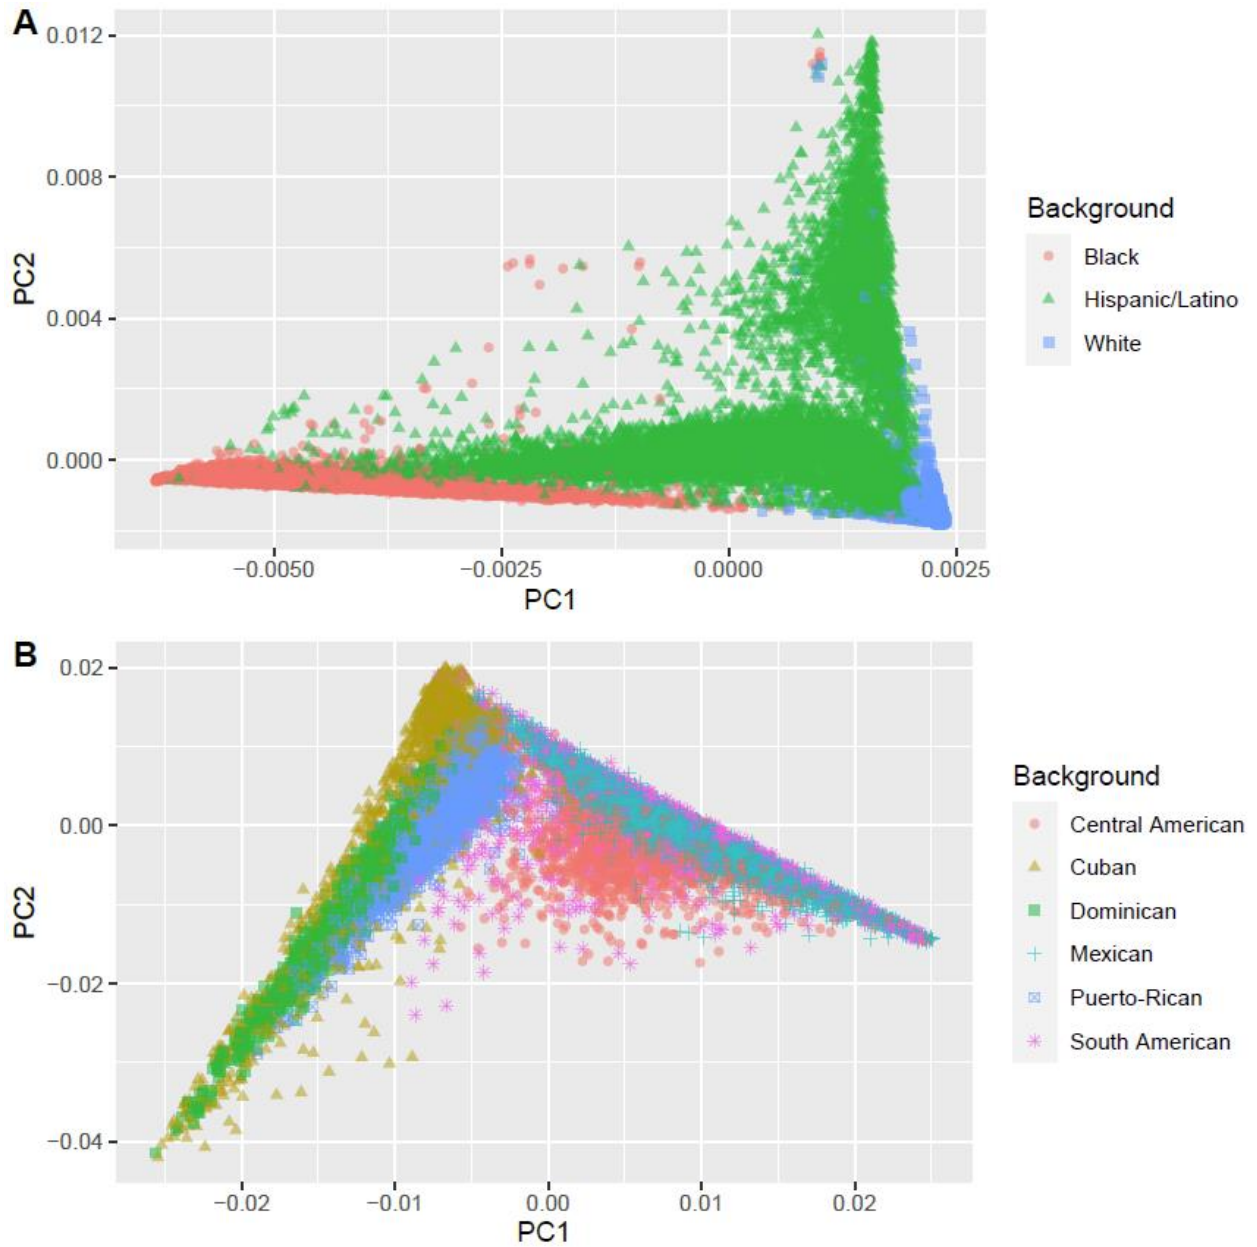 A
0.012
0.008
0.004
0.000
PC2
−0.0050
−0.0025
0.0000
0.0025
PC1
Background
Black
Hispanic/Latino
White
B
0.02
0.00
−0.02
−0.04
PC2
−0.02
−0.01
0.00
0.01
0.02
PC1
Background
Central American
Cuban
Dominican
Mexican
Puerto-Rican
South American